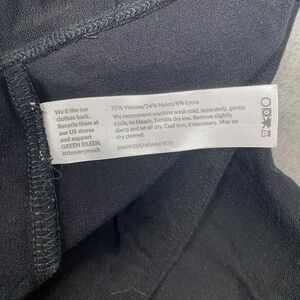 We'd like our
clothes back.
Recycle them at
our US stores
and support
GREEN EILEEN.
#thxverymuch
70% Viscose/24% Nylon/6% Lycra
We recommend machine wash cold, separately, gentle
cycle, no bleach. Tumble dry low. Remove slightly
damp and let air dry. Cool iron, if necessary. May be
dry cleaned.